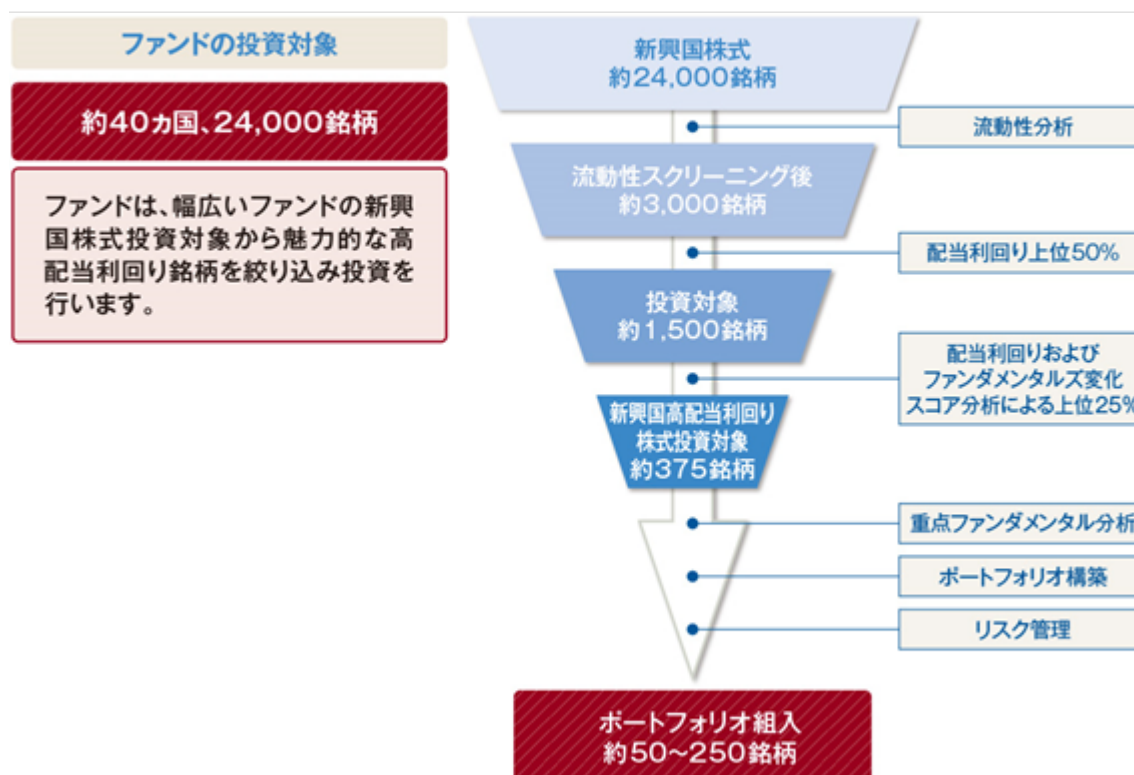 ファンドの投資対象
約40ヵ国、24,000銘柄
ファンドは、幅広いファンドの新興
国株式投資対象から魅力的な高
配当利回り銘柄を絞り込み投資を
行います。
新興国株式
約24,000銘柄
流動性分析
流動性スクリーニング後
約3,000銘柄
配当利回り上位50%
投資対象
約1,500銘柄
配当利回りおよび
ファンダメンタルズ変化
スコア分析による上位25%
新興国高配当利回り
株式投資対象
約375銘柄
重点ファンダメンタル分析
ポートフォリオ構築
リスク管理
ポートフォリオ組入
約50～250銘柄